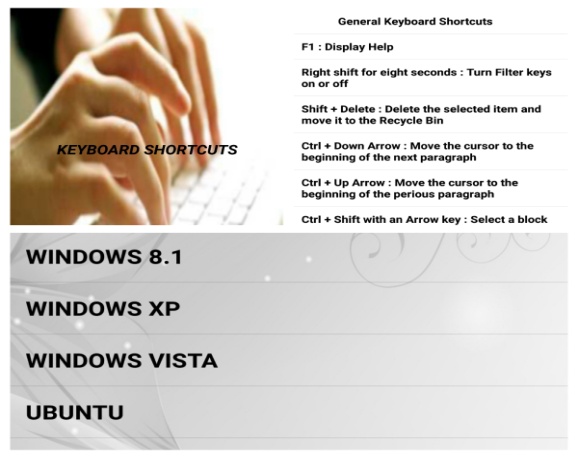 KEYBOARD SHORTCUTS
General Keyboard Shortcuts
F1 : Display Help
Right shift for eight seconds : Turn Filter keys
on or off
Shift + Delete : Delete the selected item and
move it to the Recycle Bin
Ctrl + Down Arrow : Move the cursor to the
beginning of the next paragraph
Ctrl + Up Arrow : Move the cursor to the
beginning of the perious paragraph
Ctrl + Shift with an Arrow key : Select a block
WINDOWS 8.1
WINDOWS XP
WINDOWS VISTA
UBUNTU